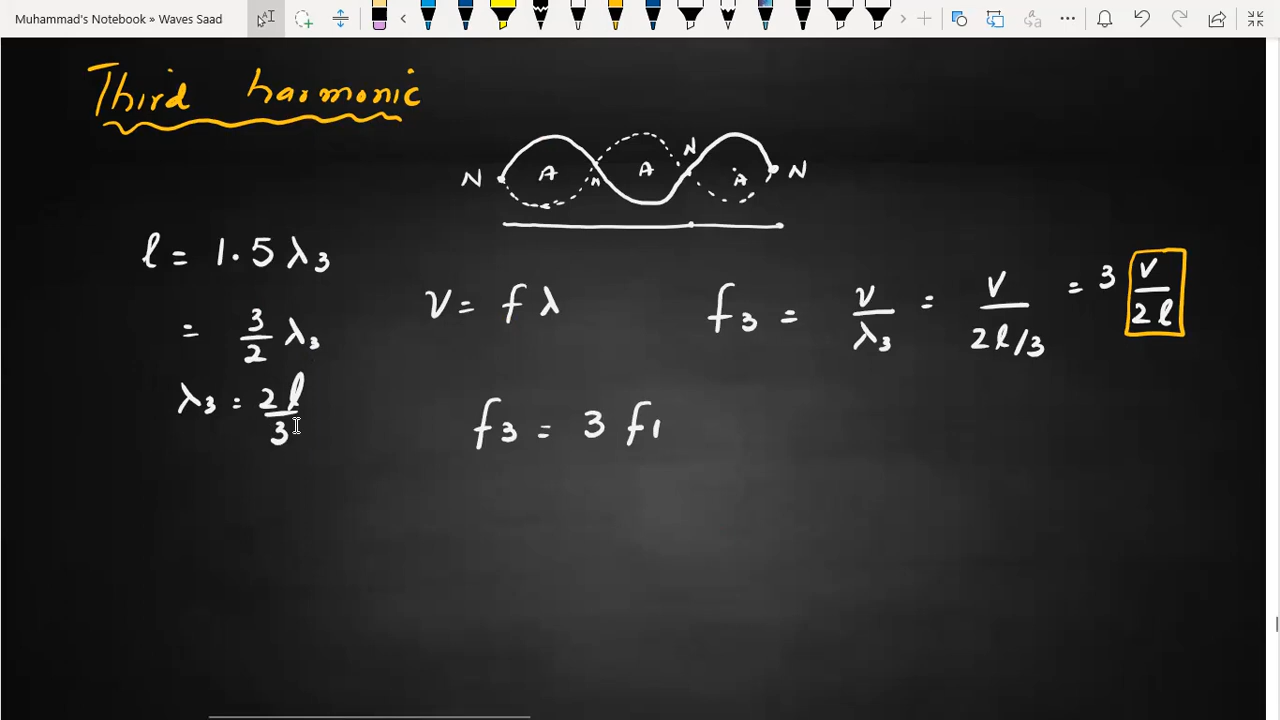 Muhammad's Notebook » Waves Saad
Third harmonic
N A N A N A N
l = 1.5 λ3
= 3/2 λ3
λ3 = 2l/3
v = f λ
f3 = v/λ3 = v/2l/3 = 3 v/2l
f3 = 3 f1